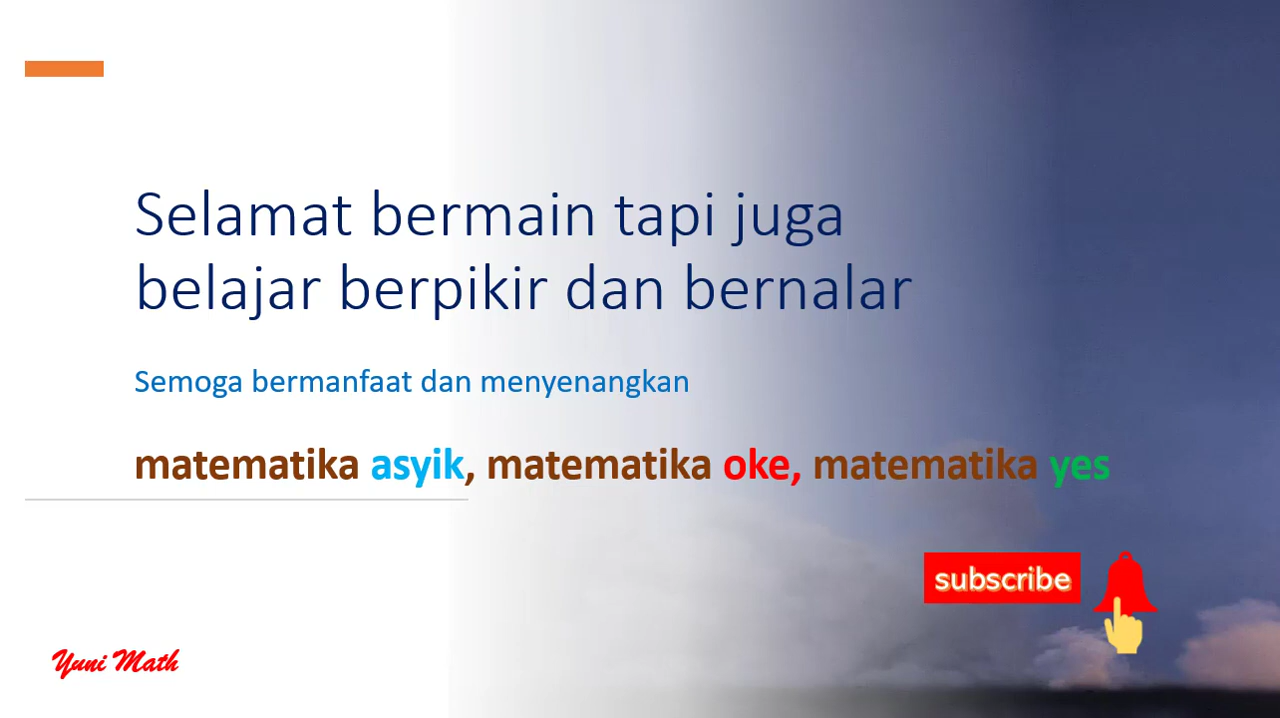 Selamat bermain tapi juga
belajar berpikir dan bernalar
Semoga bermanfaat dan menyenangkan
matematika asyik, matematika oke, matematika yes
subscribe
Yuni Math